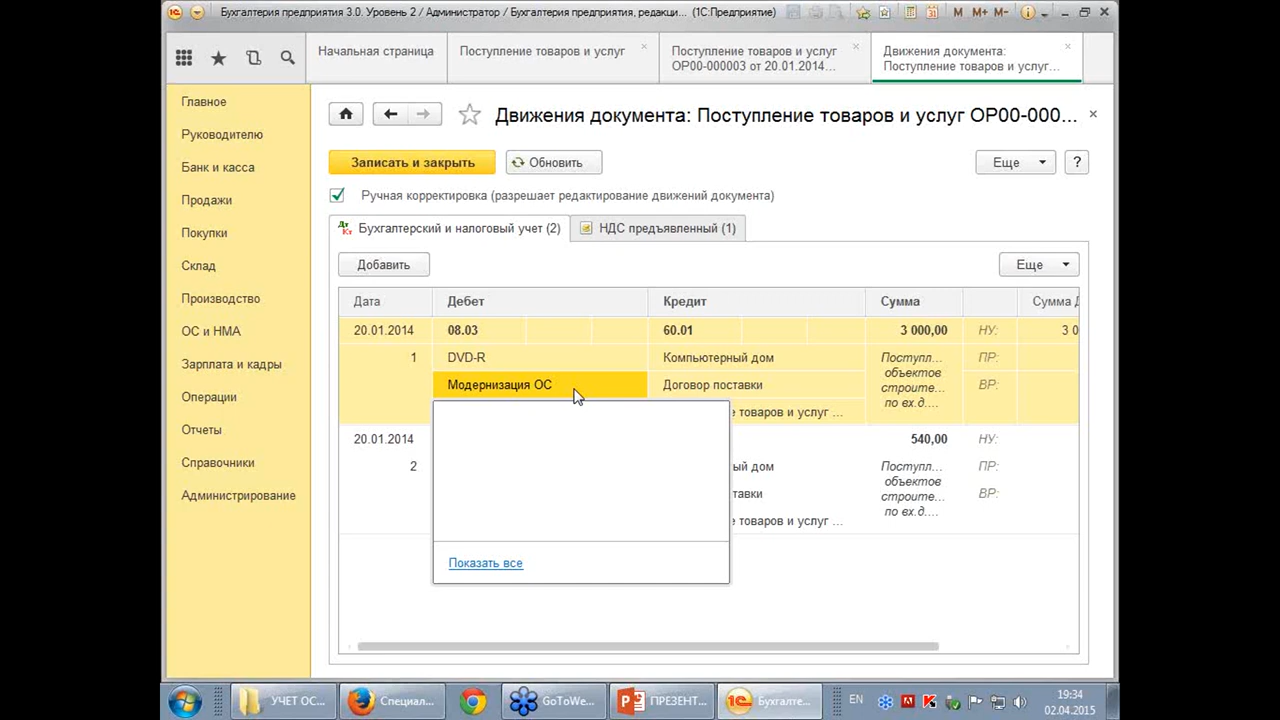 Бухгалтерия предприятия 3.0. Уровень 2 / Администратор / Бухгалтерия предприятия, редакци... (1С:Предприятие)
M M+ M-
Начальная страница
Поступление товаров и услуг
Поступление товаров и услуг
ОР00-000003 от 20.01.2014...
Движения документа:
Поступление товаров и услуг...
Главное
Руководителю
Банк и касса
Продажи
Покупки
Склад
Производство
ОС и НМА
Зарплата и кадры
Операции
Отчеты
Справочники
Администрирование
Движения документа: Поступление товаров и услуг ОР00-000...
Записать и закрыть
Обновить
Еще
?
Ручная корректировка (разрешает редактирование движений документа)
Дт Кт Бухгалтерский и налоговый учет (2)
НДС предъявленный (1)
Добавить
Еще
Дата Дебет Кредит Сумма Сумма Д
20.01.2014 08.03 60.01 3 000,00 НУ: 3 0
1 DVD-R Компьютерный дом Поступл... ПР:
объектов
Модернизация ОС Договор поставки строите... ВР:
по вх.д....
е товаров и услуг ...
20.01.2014 540,00 НУ:
2 ый дом Поступл... ПР:
объектов
ставки строите... ВР:
по вх.д....
е товаров и услуг ...
Показать все
УЧЕТ ОС...
Специал...
GoToWe...
ПРЕЗЕНТ...
Бухгалте...
EN
19:34
02.04.2015